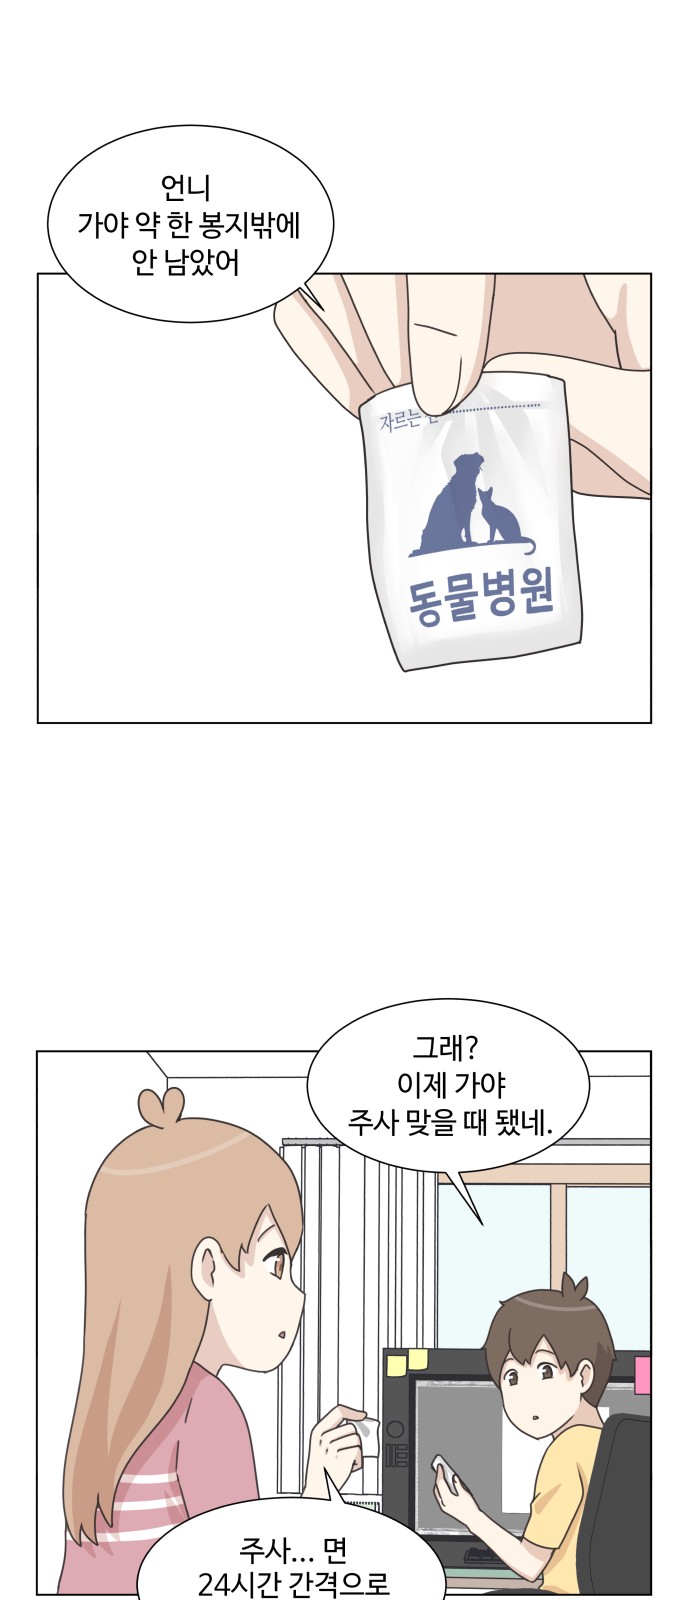 언니
가야 약 한 봉지밖에
안 남았어
자르는
동물병원
그래?
이제 가야
주사 맞을 때 됐네.
주사... 면
24시간 간격으로